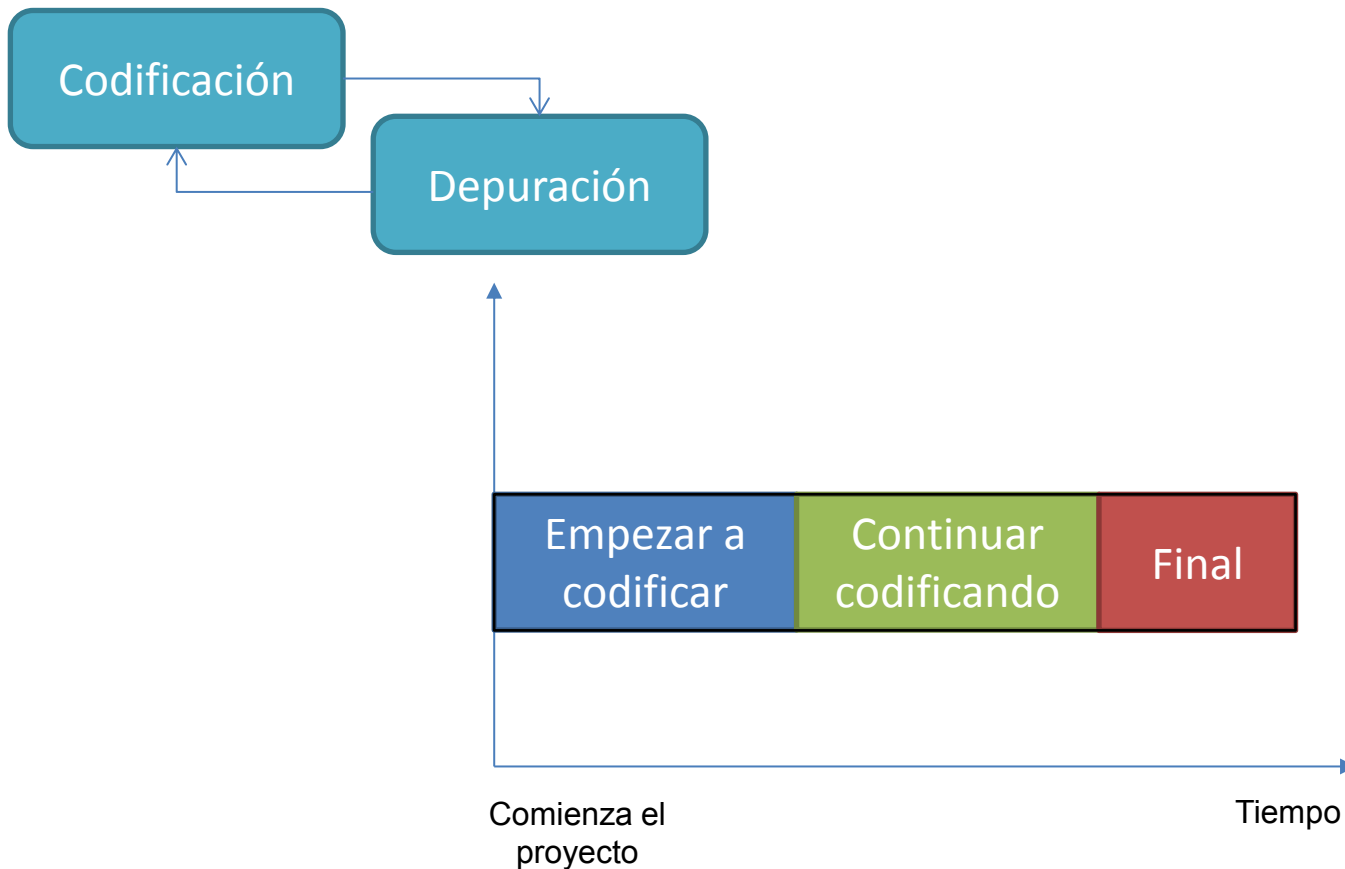 Codificación
Depuración
Empezar a
codificar
Continuar
codificando
Final
Comienza el
proyecto
Tiempo